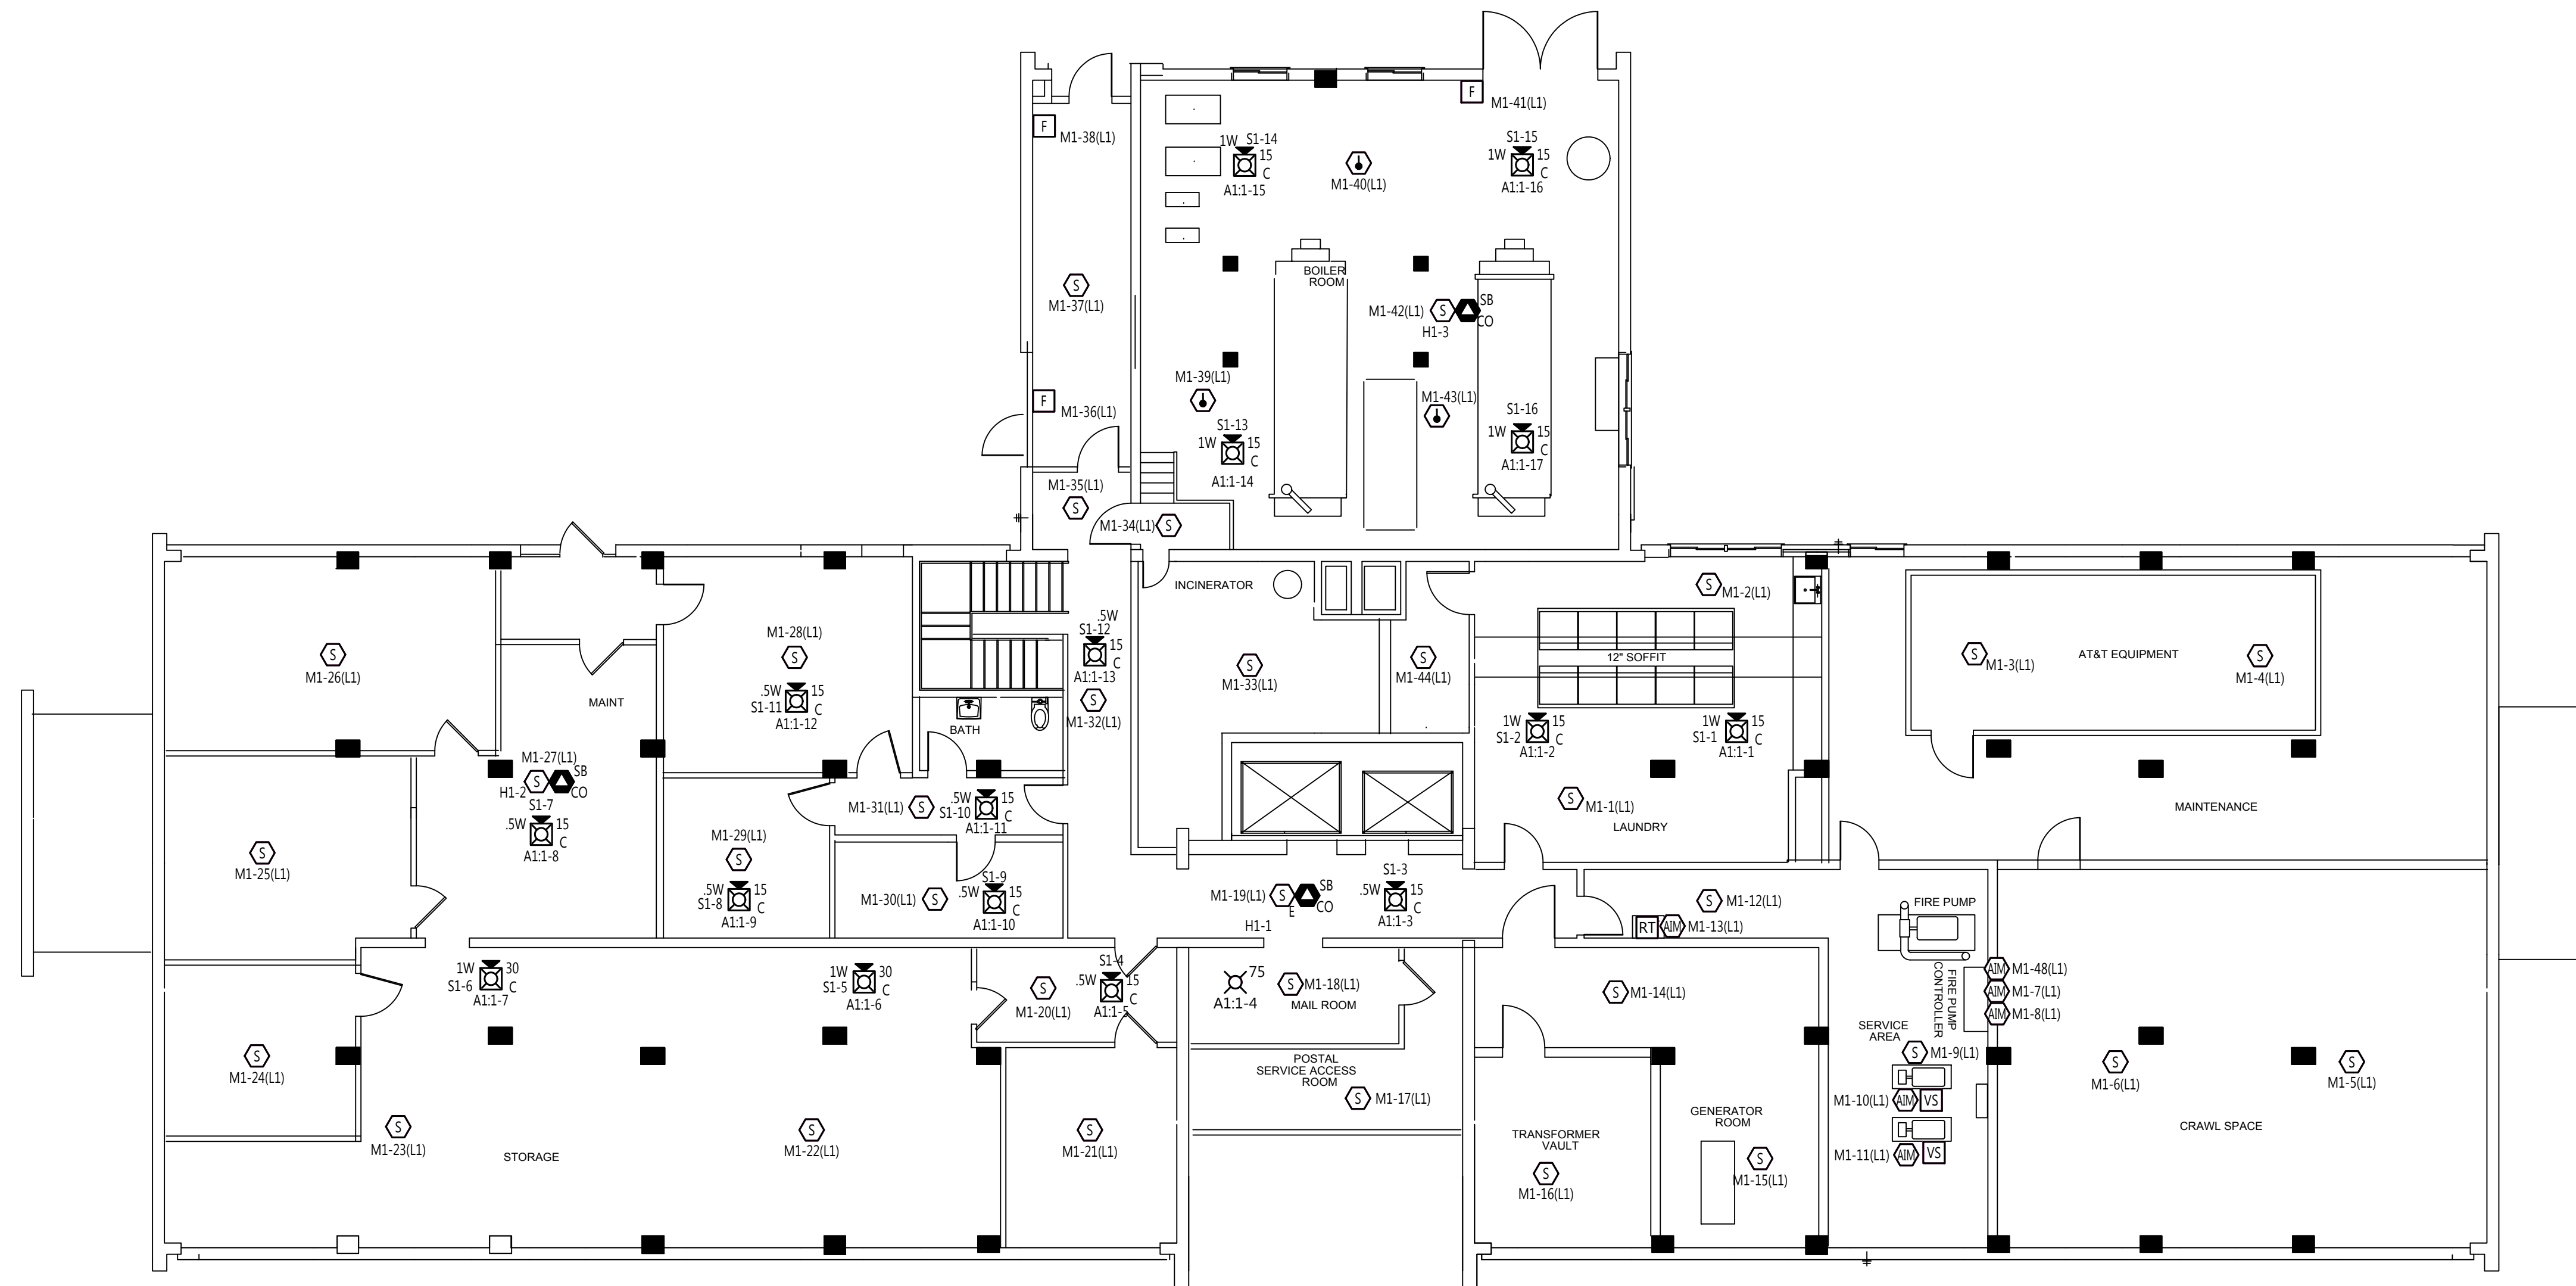 F
M1-41(L1)
F
M1-38(L1)
1W
S1-14
15
C
A1:1-15
M1-40(L1)
S1-15
1W
15
C
A1:1-16
S
M1-37(L1)
BOILER
ROOM
M1-42(L1)
S
SB
CO
H1-3
F
M1-36(L1)
M1-39(L1)
M1-43(L1)
S1-13
1W
15
C
A1:1-14
S1-16
1W
15
C
A1:1-17
M1-35(L1)
S
M1-34(L1)
S
INCINERATOR
S
M1-2(L1)
.5W
S1-12
15
C
A1:1-13
S
M1-32(L1)
M1-28(L1)
S
.5W
15
S1-11
C
A1:1-12
S
M1-26(L1)
MAINT
BATH
S
M1-33(L1)
S
M1-44(L1)
12" SOFFIT
S
M1-3(L1)
AT&T EQUIPMENT
S
M1-4(L1)
1W
15
S1-2
C
A1:1-2
1W
15
S1-1
C
A1:1-1
M1-27(L1)
S
SB
CO
H1-2
S1-7
.5W
15
C
A1:1-8
M1-31(L1)
S
.5W
15
S1-10
C
A1:1-11
S
M1-1(L1)
LAUNDRY
MAINTENANCE
S
M1-25(L1)
M1-29(L1)
S
.5W
15
S1-8
C
A1:1-9
M1-30(L1)
S
S1-9
.5W
15
C
A1:1-10
M1-19(L1)
S
E
SB
CO
H1-1
S1-3
.5W
15
C
A1:1-3
S
M1-12(L1)
RT
AIM
M1-13(L1)
FIRE PUMP
1W
30
S1-6
C
A1:1-7
1W
30
S1-5
C
A1:1-6
S
M1-20(L1)
S1-4
.5W
15
C
A1:1-5
75
A1:1-4
S
M1-18(L1)
MAIL ROOM
S
M1-14(L1)
FIRE PUMP
CONTROLLER
AIM
M1-48(L1)
AIM
M1-7(L1)
AIM
M1-8(L1)
SERVICE
AREA
S
M1-9(L1)
S
M1-24(L1)
POSTAL
SERVICE ACCESS
ROOM
S
M1-17(L1)
S
M1-6(L1)
S
M1-5(L1)
M1-10(L1)
AIM
VS
M1-11(L1)
AIM
VS
S
M1-23(L1)
STORAGE
S
M1-22(L1)
S
M1-21(L1)
TRANSFORMER
VAULT
S
M1-16(L1)
GENERATOR
ROOM
S
M1-15(L1)
CRAWL SPACE